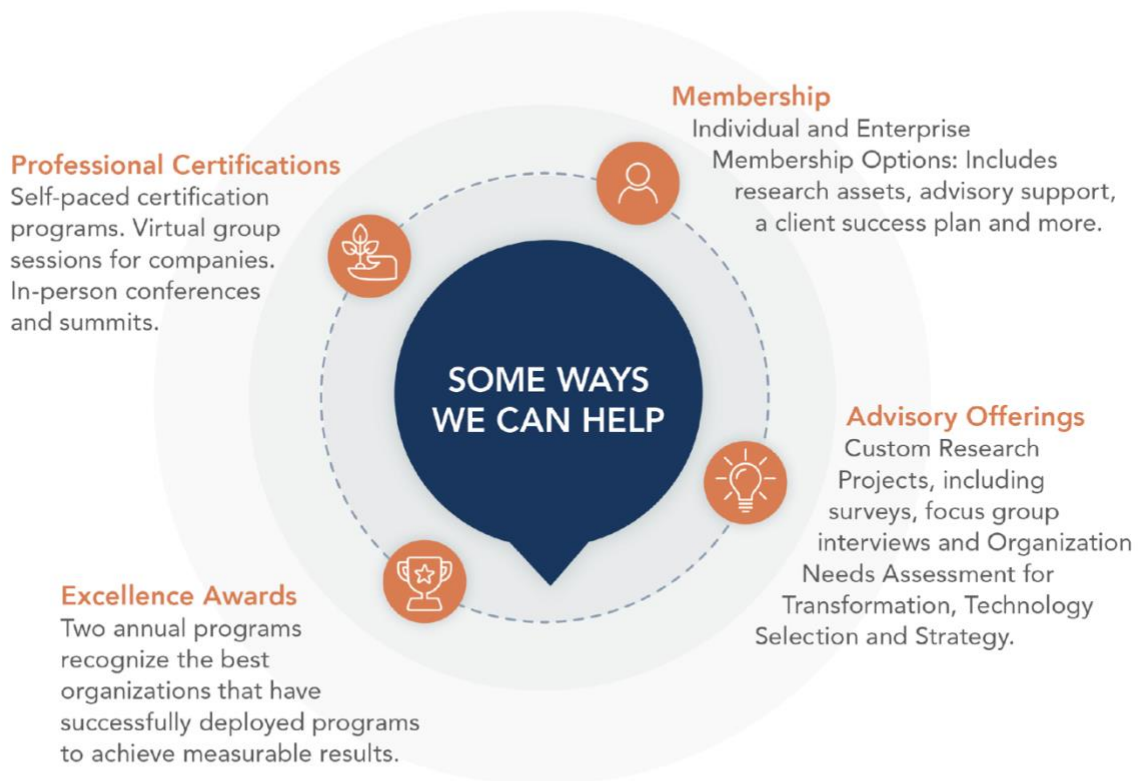 Membership
Individual and Enterprise
Membership Options: Includes
research assets, advisory support,
a client success plan and more.
Professional Certifications
Self-paced certification
programs. Virtual group
sessions for companies.
In-person conferences
and summits.
SOME WAYS
WE CAN HELP
Advisory Offerings
Custom Research
Projects, including
surveys, focus group
interviews and Organization
Needs Assessment for
Transformation, Technology
Selection and Strategy.
Excellence Awards
Two annual programs
recognize the best
organizations that have
successfully deployed programs
to achieve measurable results.